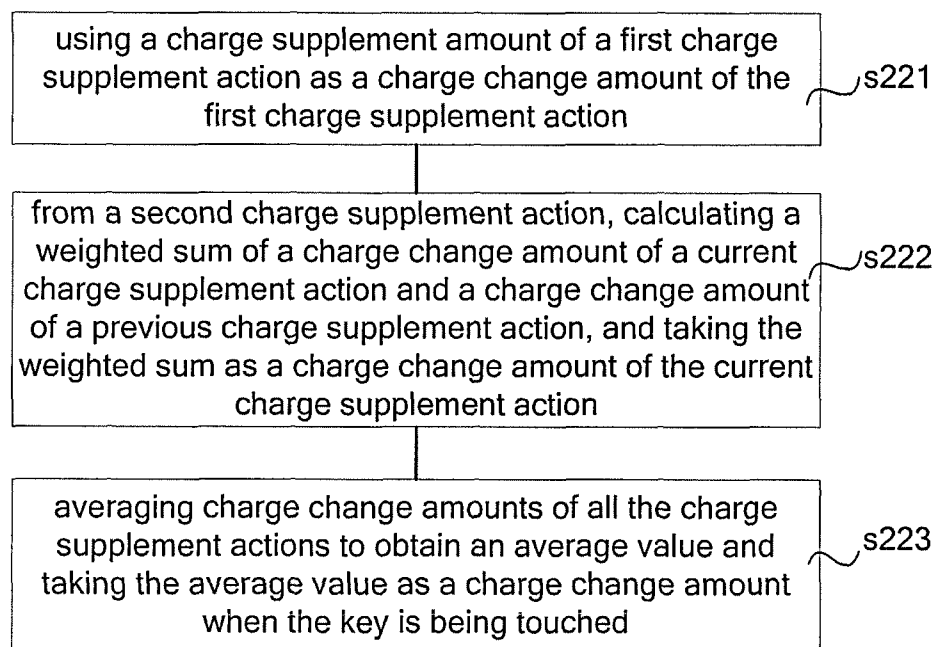 using a charge supplement amount of a first charge
supplement action as a charge change amount of the
first charge supplement action
s221
from a second charge supplement action, calculating a
weighted sum of a charge change amount of a current
charge supplement action and a charge change amount
of a previous charge supplement action, and taking the
weighted sum as a charge change amount of the current
charge supplement action
s222
averaging charge change amounts of all the charge
supplement actions to obtain an average value and
taking the average value as a charge change amount
when the key is being touched
s223